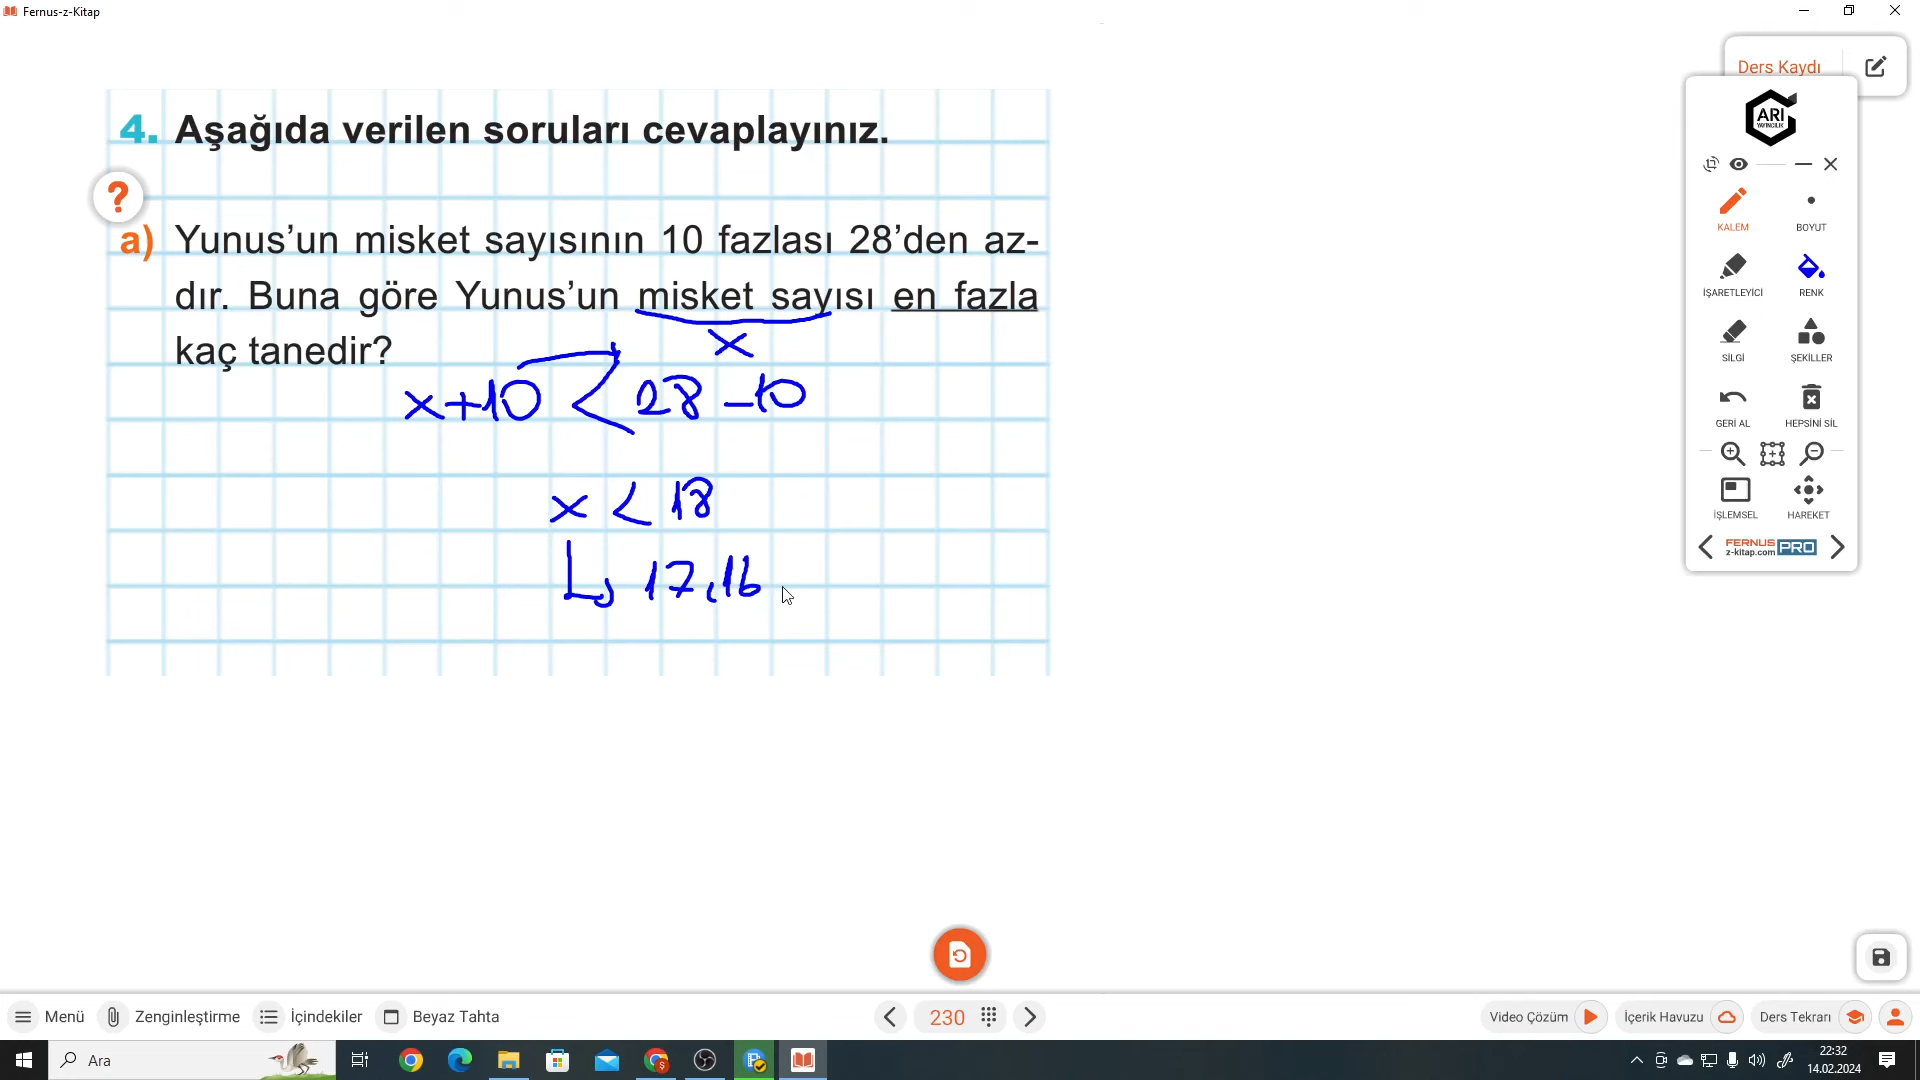 Fernus-z-Kitap
Ders Kaydı
4. Aşağıda verilen soruları cevaplayınız.
?
a) Yunus’un misket sayısının 10 fazlası 28’den az-
dır. Buna göre Yunus’un misket sayısı en fazla
kaç tanedir?
x
x+10 < 28 -10
x < 18
17,16
ARI
YAYINCILIK
KALEM BOYUT
İŞARETLEYİCİ RENK
SİLGİ ŞEKİLLER
GERİ AL HEPSİNİ SİL
İŞLEMSEL HAREKET
FERNUS
z-kitap.com PRO
Menü Zenginleştirme İçindekiler Beyaz Tahta 230 Video Çözüm İçerik Havuzu Ders Tekrarı
Ara
22:32
14.02.2024